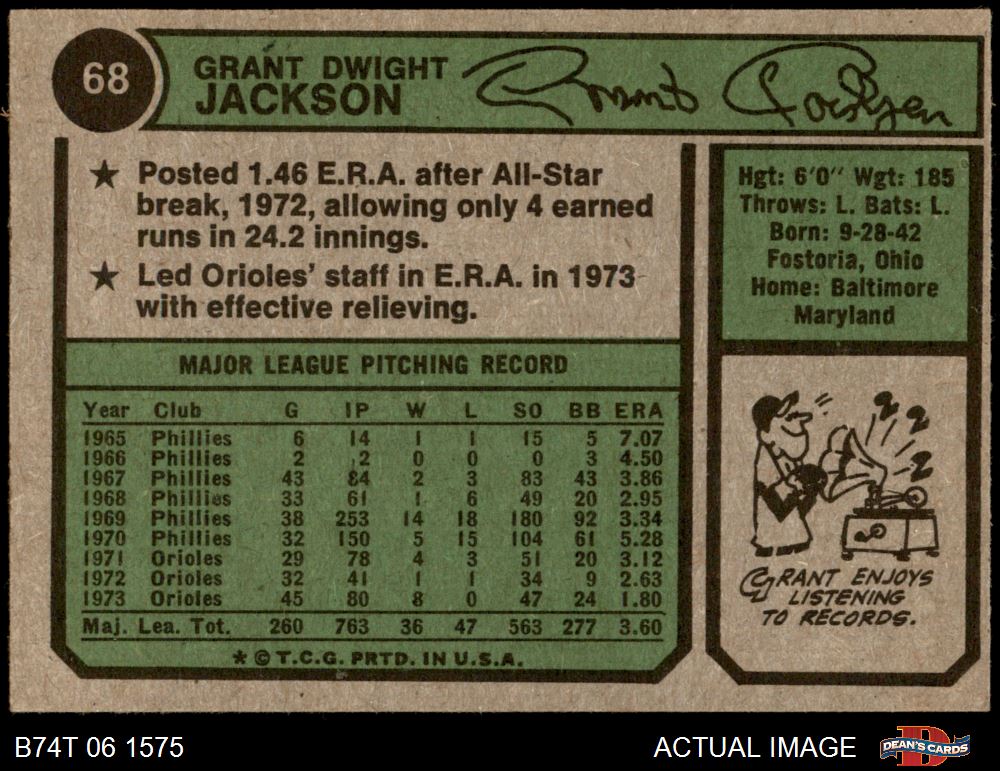 68
GRANT DWIGHT
JACKSON
Grant Jackson
★ Posted 1.46 E.R.A. after All-Star
break, 1972, allowing only 4 earned
runs in 24.2 innings.
★ Led Orioles' staff in E.R.A. in 1973
with effective relieving.
Hgt: 6'0" Wgt: 185
Throws: L. Bats: L.
Born: 9-28-42
Fostoria, Ohio
Home: Baltimore
Maryland
MAJOR LEAGUE PITCHING RECORD
Year Club G IP W L SO BB ERA
1965 Phillies 6 14 1 1 15 5 7.07
1966 Phillies 2 2 0 0 0 3 4.50
1967 Phillies 43 84 2 3 83 43 3.86
1968 Phillies 33 61 1 6 49 20 2.95
1969 Phillies 38 253 14 18 180 92 3.34
1970 Phillies 32 150 5 15 104 61 5.28
1971 Orioles 29 78 4 3 51 20 3.12
1972 Orioles 32 41 1 1 34 9 2.63
1973 Orioles 45 80 8 0 47 24 1.80
Maj. Lea. Tot. 260 763 36 47 563 277 3.60
★ © T.C.G. PRTD. IN U.S.A.
GRANT ENJOYS
LISTENING
TO RECORDS.
B74T 06 1575
ACTUAL IMAGE
DEAN'S CARDS